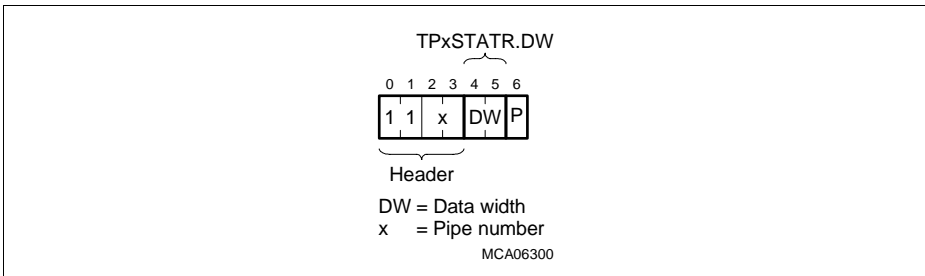 TPxSTATR.DW
0 1 2 3 4 5 6
1 1 x DW P
Header
DW = Data width
x = Pipe number
MCA06300